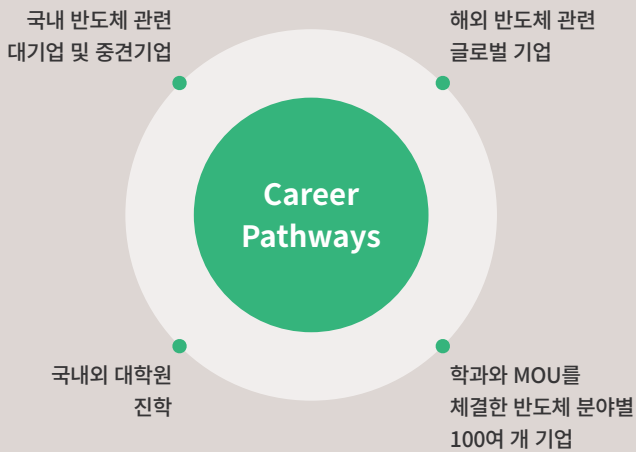 국내 반도체 관련
대기업 및 중견기업
해외 반도체 관련
글로벌 기업
Career
Pathways
국내외 대학원
진학
학과와 MOU를
체결한 반도체 분야별
100여 개 기업